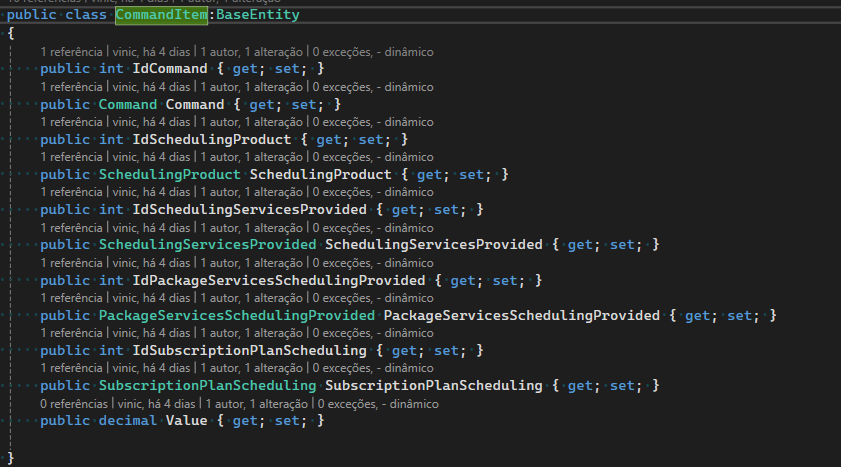 public class CommandItem:BaseEntity
{
1 referência | vinic, há 4 dias | 1 autor, 1 alteração | 0 exceções, - dinâmico
public int IdCommand { get; set; }
1 referência | vinic, há 4 dias | 1 autor, 1 alteração | 0 exceções, - dinâmico
public Command Command { get; set; }
1 referência | vinic, há 4 dias | 1 autor, 1 alteração | 0 exceções, - dinâmico
public int IdSchedulingProduct { get; set; }
1 referência | vinic, há 4 dias | 1 autor, 1 alteração | 0 exceções, - dinâmico
public SchedulingProduct SchedulingProduct { get; set; }
1 referência | vinic, há 4 dias | 1 autor, 1 alteração | 0 exceções, - dinâmico
public int IdSchedulingServicesProvided { get; set; }
1 referência | vinic, há 4 dias | 1 autor, 1 alteração | 0 exceções, - dinâmico
public SchedulingServicesProvided SchedulingServicesProvided { get; set; }
1 referência | vinic, há 4 dias | 1 autor, 1 alteração | 0 exceções, - dinâmico
public int IdPackageServicesSchedulingProvided { get; set; }
1 referência | vinic, há 4 dias | 1 autor, 1 alteração | 0 exceções, - dinâmico
public PackageServicesSchedulingProvided PackageServicesSchedulingProvided { get; set; }
1 referência | vinic, há 4 dias | 1 autor, 1 alteração | 0 exceções, - dinâmico
public int IdSubscriptionPlanScheduling { get; set; }
1 referência | vinic, há 4 dias | 1 autor, 1 alteração | 0 exceções, - dinâmico
public SubscriptionPlanScheduling SubscriptionPlanScheduling { get; set; }
0 referências | vinic, há 4 dias | 1 autor, 1 alteração | 0 exceções, - dinâmico
public decimal Value { get; set; }
}